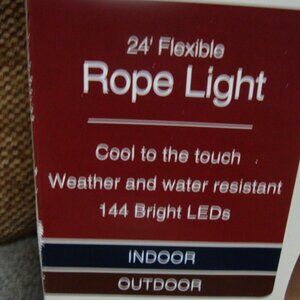 24' Flexible
Rope Light
Cool to the touch
Weather and water resistant
144 Bright LEDs
INDOOR
OUTDOOR